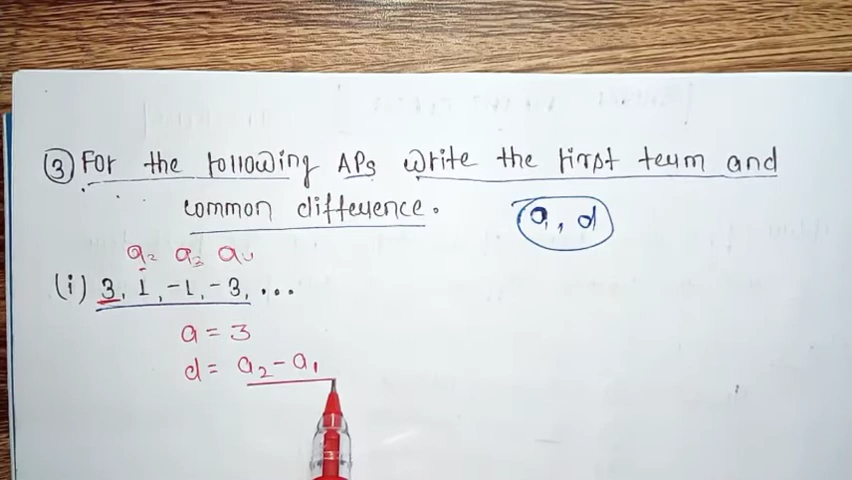 ③ For the following APs write the first term and
common difference.
a, d
a₂ a₃ a₄
(i) 3, 1, -1, -3, ...
a = 3
d = a₂ - a₁